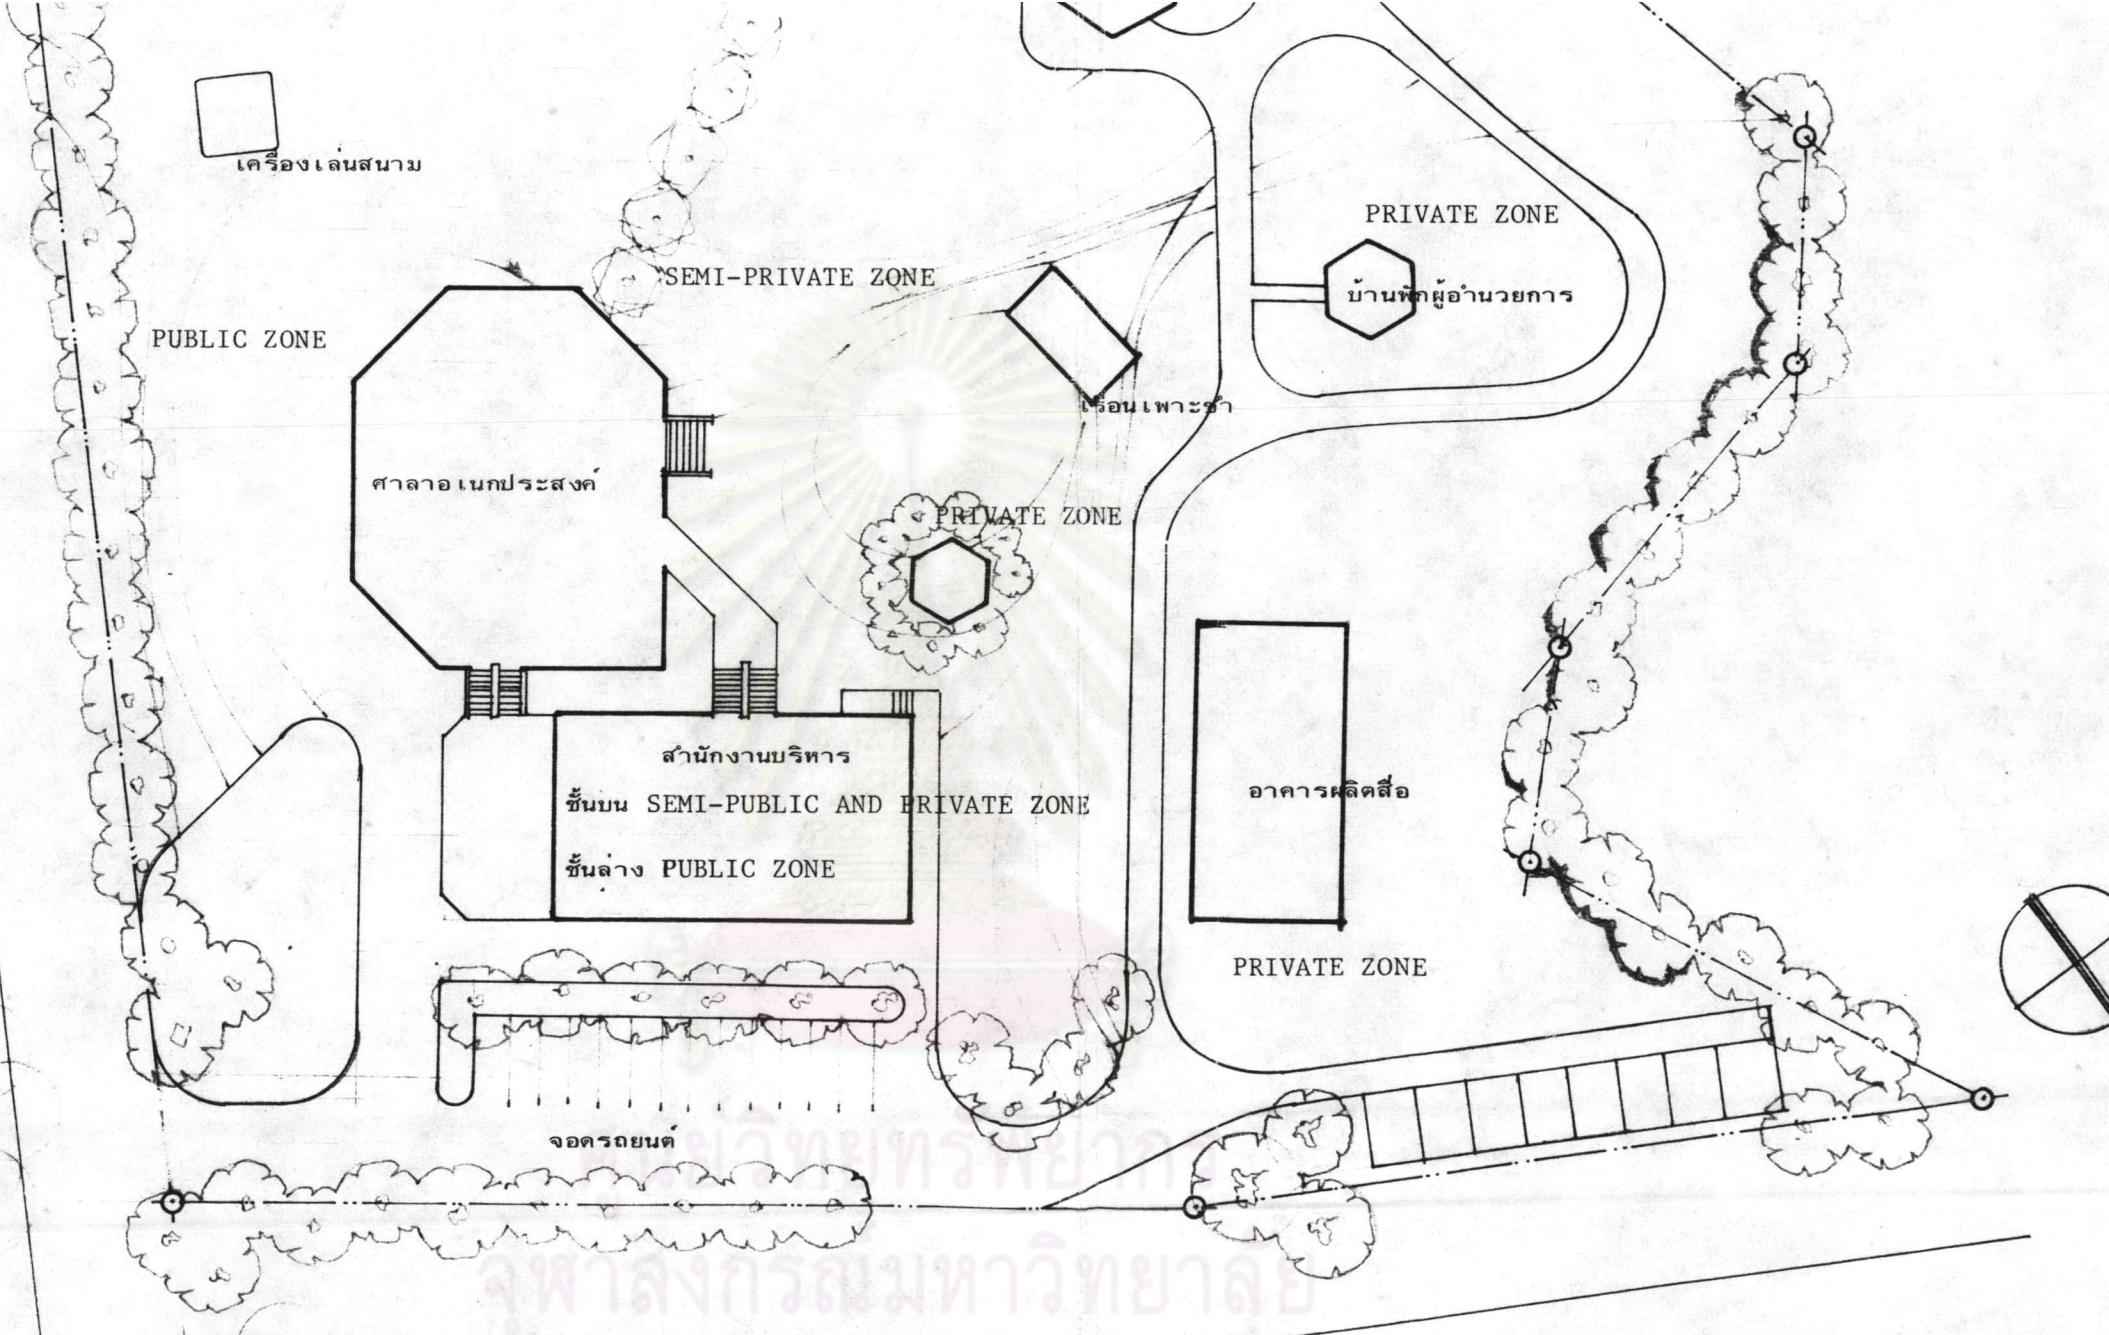 เครื่องเล่นสนาม
PRIVATE ZONE
SEMI-PRIVATE ZONE
บ้านพักผู้อำนวยการ
PUBLIC ZONE
เรือนเพาะชำ
ศาลาอเนกประสงค์
PRIVATE ZONE
สำนักงานบริหาร
ชั้นบน SEMI-PUBLIC AND PRIVATE ZONE
อาคารผลิตสื่อ
ชั้นล่าง PUBLIC ZONE
PRIVATE ZONE
จอดรถยนต์
ศูนย์วิทยทรัพยากร
จุฬาลงกรณ์มหาวิทยาลัย